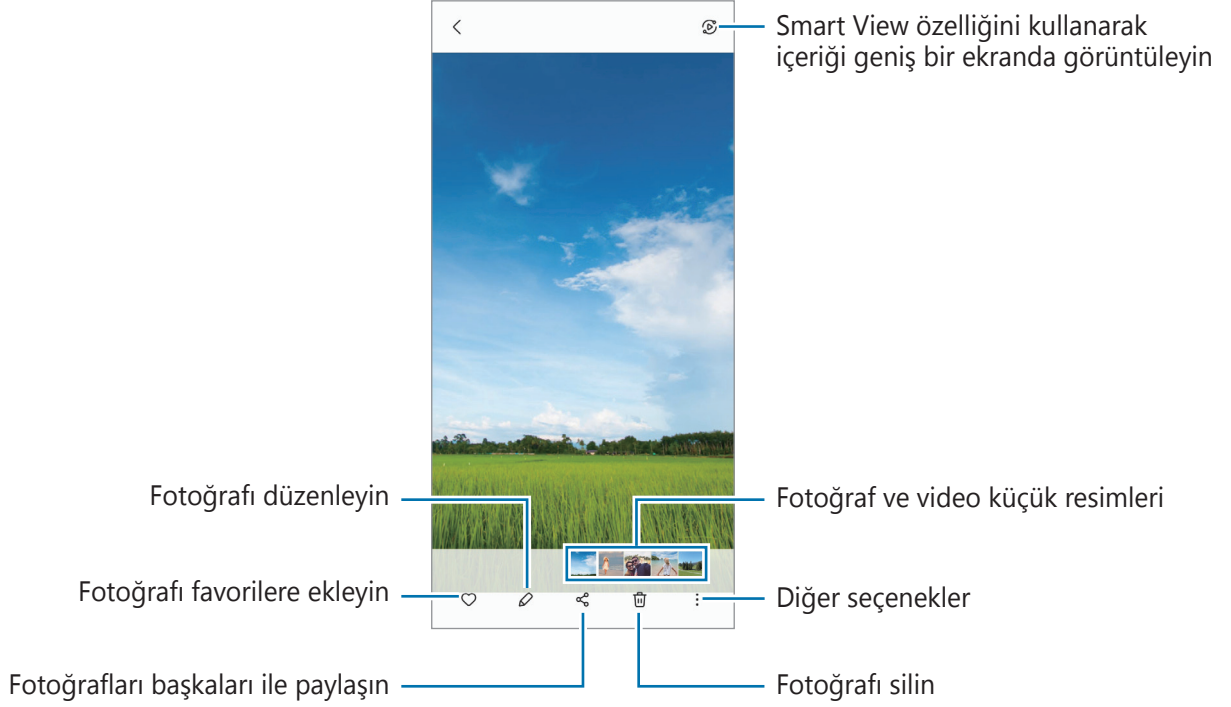 Smart View özelliğini kullanarak
içeriği geniş bir ekranda görüntüleyin
Fotoğrafı düzenleyin
Fotoğraf ve video küçük resimleri
Fotoğrafı favorilere ekleyin
Diğer seçenekler
Fotoğrafları başkaları ile paylaşın
Fotoğrafı silin